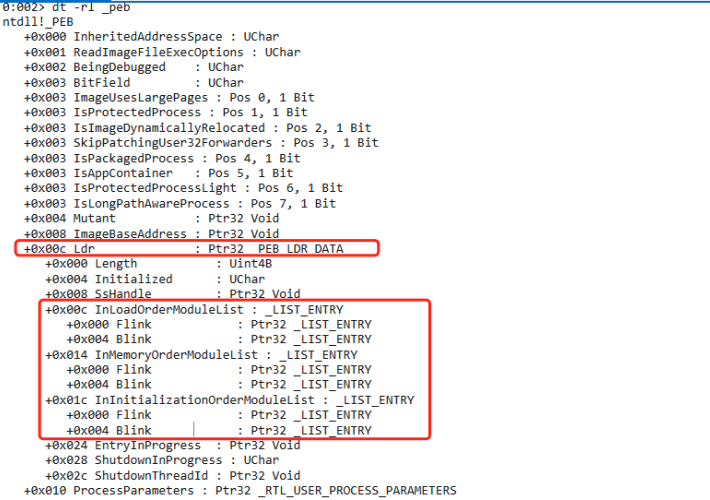 0:002> dt -rl _peb
ntdll!_PEB
+0x000 InheritedAddressSpace : UChar
+0x001 ReadImageFileExecOptions : UChar
+0x002 BeingDebugged : UChar
+0x003 BitField : UChar
+0x003 ImageUsesLargePages : Pos 0, 1 Bit
+0x003 IsProtectedProcess : Pos 1, 1 Bit
+0x003 IsImageDynamicallyRelocated : Pos 2, 1 Bit
+0x003 SkipPatchingUser32Forwarders : Pos 3, 1 Bit
+0x003 IsPackagedProcess : Pos 4, 1 Bit
+0x003 IsAppContainer : Pos 5, 1 Bit
+0x003 IsProtectedProcessLight : Pos 6, 1 Bit
+0x003 IsLongPathAwareProcess : Pos 7, 1 Bit
+0x004 Mutant : Ptr32 Void
+0x008 ImageBaseAddress : Ptr32 Void
+0x00c Ldr : Ptr32 _PEB_LDR_DATA
+0x000 Length : Uint4B
+0x004 Initialized : UChar
+0x008 SsHandle : Ptr32 Void
+0x00c InLoadOrderModuleList : _LIST_ENTRY
+0x000 Flink : Ptr32 _LIST_ENTRY
+0x004 Blink : Ptr32 _LIST_ENTRY
+0x014 InMemoryOrderModuleList : _LIST_ENTRY
+0x000 Flink : Ptr32 _LIST_ENTRY
+0x004 Blink : Ptr32 _LIST_ENTRY
+0x01c InInitializationOrderModuleList : _LIST_ENTRY
+0x000 Flink : Ptr32 _LIST_ENTRY
+0x004 Blink : Ptr32 _LIST_ENTRY
+0x024 EntryInProgress : Ptr32 Void
+0x028 ShutdownInProgress : UChar
+0x02c ShutdownThreadId : Ptr32 Void
+0x010 ProcessParameters : Ptr32 _RTL_USER_PROCESS_PARAMETERS